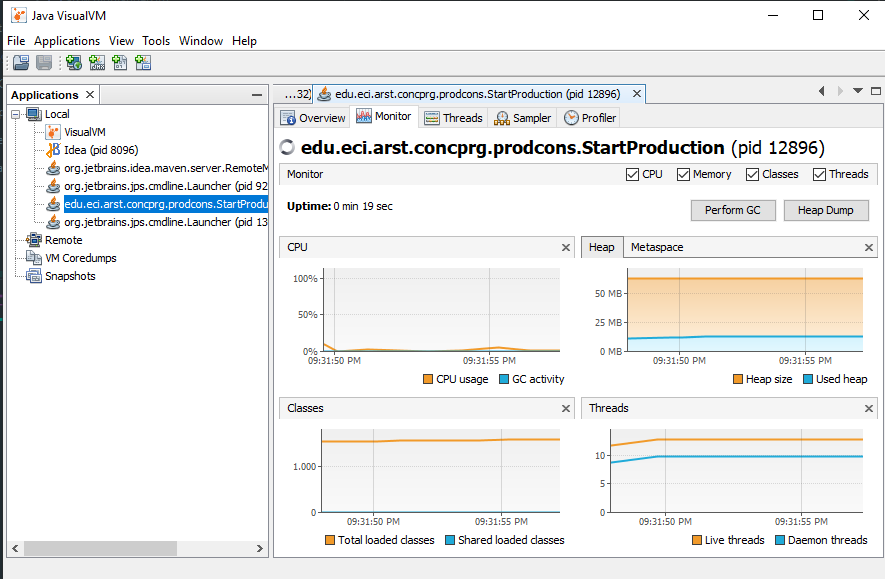 Java VisualVM
File Applications View Tools Window Help
Applications
Local
VisualVM
Idea (pid 8096)
org.jetbrains.idea.maven.server.RemoteM
org.jetbrains.jps.cmdline.Launcher (pid 92
edu.eci.arst.concprg.prodcons.StartProdu
org.jetbrains.jps.cmdline.Launcher (pid 13
Remote
VM Coredumps
Snapshots
...32] edu.eci.arst.concprg.prodcons.StartProduction (pid 12896)
Overview Monitor Threads Sampler Profiler
edu.eci.arst.concprg.prodcons.StartProduction (pid 12896)
Monitor CPU Memory Classes Threads
Uptime: 0 min 19 sec
Perform GC Heap Dump
CPU
100%
50%
0%
09:31:50 PM 09:31:55 PM
CPU usage GC activity
Heap Metaspace
50 MB
25 MB
0 MB
09:31:50 PM 09:31:55 PM
Heap size Used heap
Classes
1.000
0
09:31:50 PM 09:31:55 PM
Total loaded classes Shared loaded classes
Threads
10
5
0
09:31:50 PM 09:31:55 PM
Live threads Daemon threads